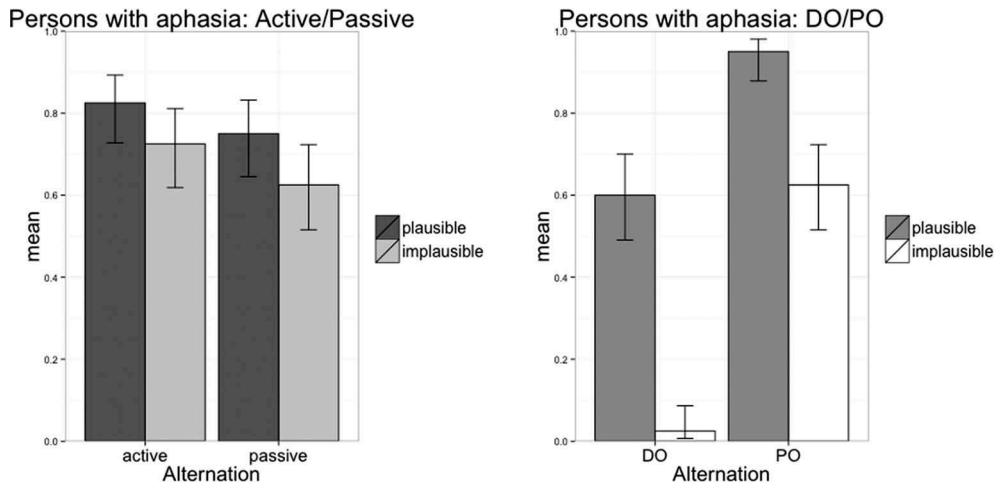 Persons with aphasia: Active/Passive
1.0
0.8
0.6
0.4
0.2
0.0
mean
active
passive
Alternation
plausible
implausible
Persons with aphasia: DO/PO
1.0
0.8
0.6
0.4
0.2
0.0
mean
DO
PO
Alternation
plausible
implausible